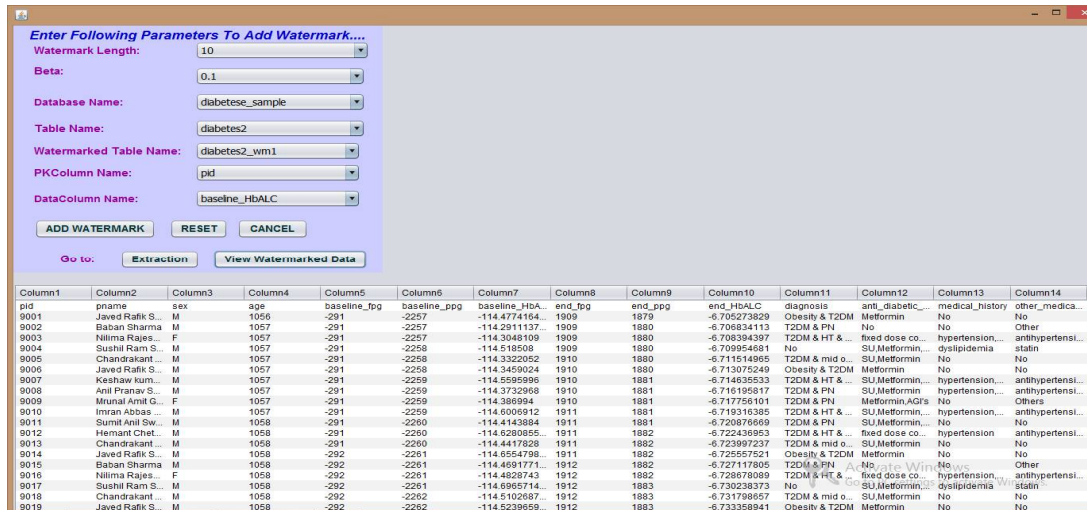 Enter Following Parameters To Add Watermark....
Watermark Length: 10
Beta: 0.1
Database Name: diabetese_sample
Table Name: diabetes2
Watermarked Table Name: diabetes2_wm1
PKColumn Name: pid
DataColumn Name: baseline_HbALC
ADD WATERMARK RESET CANCEL
Go to: Extraction View Watermarked Data
Column1 Column2 Column3 Column4 Column5 Column6 Column7 Column8 Column9 Column10 Column11 Column12 Column13 Column14
pid pname sex age baseline_fpg baseline_ppg baseline_HbA... end_fpg end_ppg end_HbALC diagnosis anti_diabetic_... medical_history other_medica...
9001 Javed Rafik S... M 1056 -291 -2257 -114.4774164... 1909 1879 -6.705273829 Obesity & T2DM Metformin No No
9002 Baban Sharma M 1057 -291 -2257 -114.2911137... 1909 1880 -6.706834113 T2DM & PN No No Other
9003 Nilima Rajes... F 1057 -291 -2257 -114.3048109 1909 1880 -6.708394397 T2DM & HT & ... fixed dose co... hypertension,... antihypertensi...
9004 Sushil Ram S... M 1057 -291 -2258 -114.518508 1909 1880 -6.709954681 No SU,Metformin,... dyslipidemia statin
9005 Chandrakant ... M 1057 -291 -2258 -114.3322052 1910 1880 -6.711514965 T2DM & mid o... SU,Metformin No No
9006 Javed Rafik S... M 1057 -291 -2258 -114.3459024 1910 1880 -6.713075249 Obesity & T2DM Metformin No No
9007 Keshaw kum... M 1057 -291 -2259 -114.5595996 1910 1881 -6.714635533 T2DM & HT & ... SU,Metformin,... hypertension,... antihypertensi...
9008 Anil Pranav S... M 1057 -291 -2259 -114.3732968 1910 1881 -6.716195817 T2DM & PN SU,Metformin,... hypertension,... antihypertensi...
9009 Mrunal Amit G... F 1057 -291 -2259 -114.386994 1910 1881 -6.717756101 T2DM & PN Metformin,AGI's No Others
9010 Imran Abbas ... M 1057 -291 -2259 -114.6006912 1911 1881 -6.719316385 T2DM & HT & ... SU,Metformin,... hypertension,... antihypertensi...
9011 Sumit Anil Sw... M 1058 -291 -2260 -114.4143884 1911 1881 -6.720876669 T2DM & PN SU,Metformin No No
9012 Hemant Chet... M 1058 -291 -2260 -114.6280855... 1911 1882 -6.722436953 T2DM & HT & ... fixed dose co... hypertension antihypertensi...
9013 Chandrakant ... M 1058 -291 -2260 -114.4417828 1911 1882 -6.723997237 T2DM & mid o... SU,Metformin No No
9014 Javed Rafik S... M 1058 -292 -2261 -114.6554798... 1911 1882 -6.725557521 Obesity & T2DM Metformin No No
9015 Baban Sharma M 1058 -292 -2261 -114.4691771... 1912 1882 -6.727117805 T2DM & PN No No Other
9016 Nilima Rajes... F 1058 -292 -2261 -114.4828743 1912 1882 -6.728678089 T2DM & HT & ... fixed dose co... hypertension,... antihypertensi...
9017 Sushil Ram S... M 1058 -292 -2261 -114.6965714... 1912 1883 -6.730238373 No SU,Metformin,... dyslipidemia statin
9018 Chandrakant ... M 1058 -292 -2262 -114.5102687... 1912 1883 -6.731798657 T2DM & mid o... SU,Metformin No No
9019 Javed Rafik S... M 1058 -292 -2262 -114.5239659... 1912 1883 -6.733358941 Obesity & T2DM Metformin No No
Activate Windows